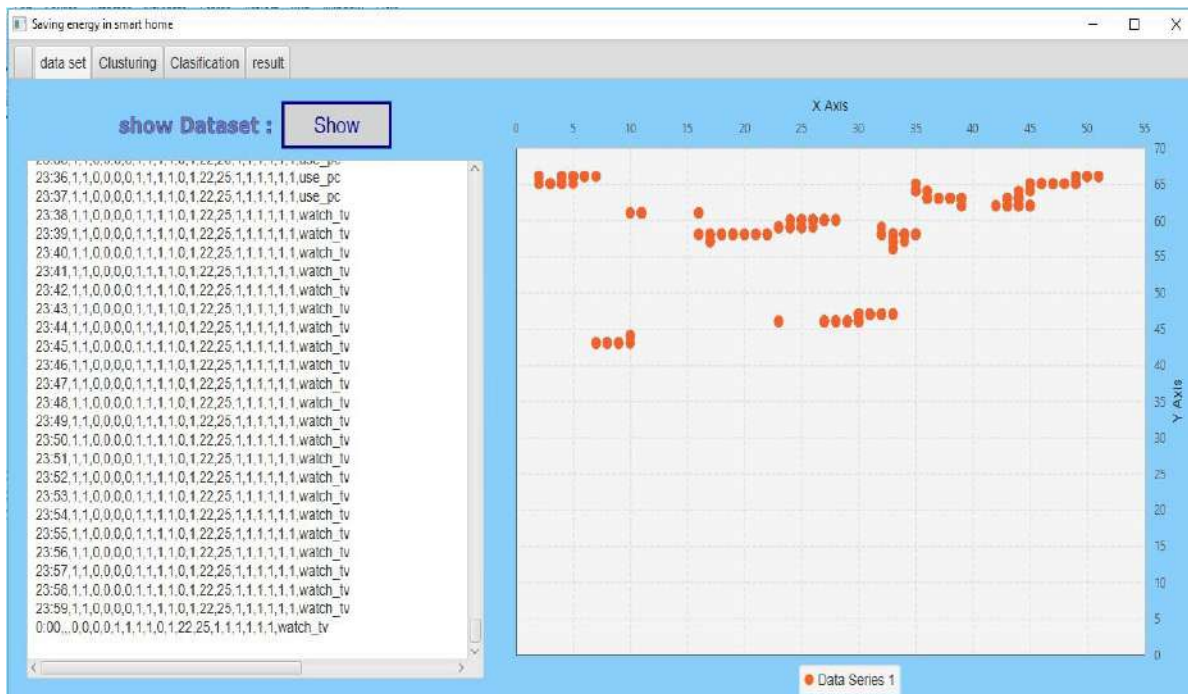 Saving energy in smart home
data set Clusturing Clasification result
show Dataset : Show
23:36,1,1,0,0,0,0,1,1,1,1,0,1,22,25,1,1,1,1,1,1,use_pc
23:37,1,1,0,0,0,0,1,1,1,1,0,1,22,25,1,1,1,1,1,1,use_pc
23:38,1,1,0,0,0,0,1,1,1,1,0,1,22,25,1,1,1,1,1,1,watch_tv
23:39,1,1,0,0,0,0,1,1,1,1,0,1,22,25,1,1,1,1,1,1,watch_tv
23:40,1,1,0,0,0,0,1,1,1,1,0,1,22,25,1,1,1,1,1,1,watch_tv
23:41,1,1,0,0,0,0,1,1,1,1,0,1,22,25,1,1,1,1,1,1,watch_tv
23:42,1,1,0,0,0,0,1,1,1,1,0,1,22,25,1,1,1,1,1,1,watch_tv
23:43,1,1,0,0,0,0,1,1,1,1,0,1,22,25,1,1,1,1,1,1,watch_tv
23:44,1,1,0,0,0,0,1,1,1,1,0,1,22,25,1,1,1,1,1,1,watch_tv
23:45,1,1,0,0,0,0,1,1,1,1,0,1,22,25,1,1,1,1,1,1,watch_tv
23:46,1,1,0,0,0,0,1,1,1,1,0,1,22,25,1,1,1,1,1,1,watch_tv
23:47,1,1,0,0,0,0,1,1,1,1,0,1,22,25,1,1,1,1,1,1,watch_tv
23:48,1,1,0,0,0,0,1,1,1,1,0,1,22,25,1,1,1,1,1,1,watch_tv
23:49,1,1,0,0,0,0,1,1,1,1,0,1,22,25,1,1,1,1,1,1,watch_tv
23:50,1,1,0,0,0,0,1,1,1,1,0,1,22,25,1,1,1,1,1,1,watch_tv
23:51,1,1,0,0,0,0,1,1,1,1,0,1,22,25,1,1,1,1,1,1,watch_tv
23:52,1,1,0,0,0,0,1,1,1,1,0,1,22,25,1,1,1,1,1,1,watch_tv
23:53,1,1,0,0,0,0,1,1,1,1,0,1,22,25,1,1,1,1,1,1,watch_tv
23:54,1,1,0,0,0,0,1,1,1,1,0,1,22,25,1,1,1,1,1,1,watch_tv
23:55,1,1,0,0,0,0,1,1,1,1,0,1,22,25,1,1,1,1,1,1,watch_tv
23:56,1,1,0,0,0,0,1,1,1,1,0,1,22,25,1,1,1,1,1,1,watch_tv
23:57,1,1,0,0,0,0,1,1,1,1,0,1,22,25,1,1,1,1,1,1,watch_tv
23:58,1,1,0,0,0,0,1,1,1,1,0,1,22,25,1,1,1,1,1,1,watch_tv
23:59,1,1,0,0,0,0,1,1,1,1,0,1,22,25,1,1,1,1,1,1,watch_tv
0:00,,,0,0,0,0,1,1,1,1,0,1,22,25,1,1,1,1,1,1,watch_tv
X Axis
0 5 10 15 20 25 30 35 40 45 50 55
70
65
60
55
50
45
40
35
30
25
20
15
10
5
0
Y Axis
Data Series 1